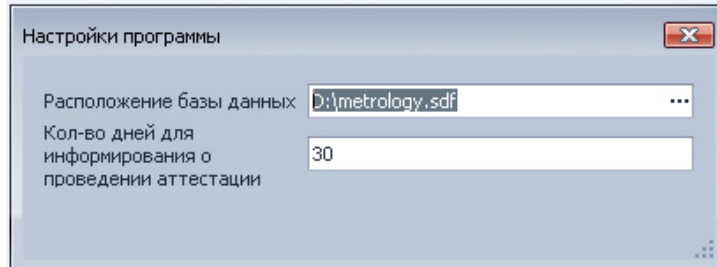 Настройки программы
Расположение базы данных D:\metrology.sdf ...
Кол-во дней для
информирования о
проведении аттестации
30